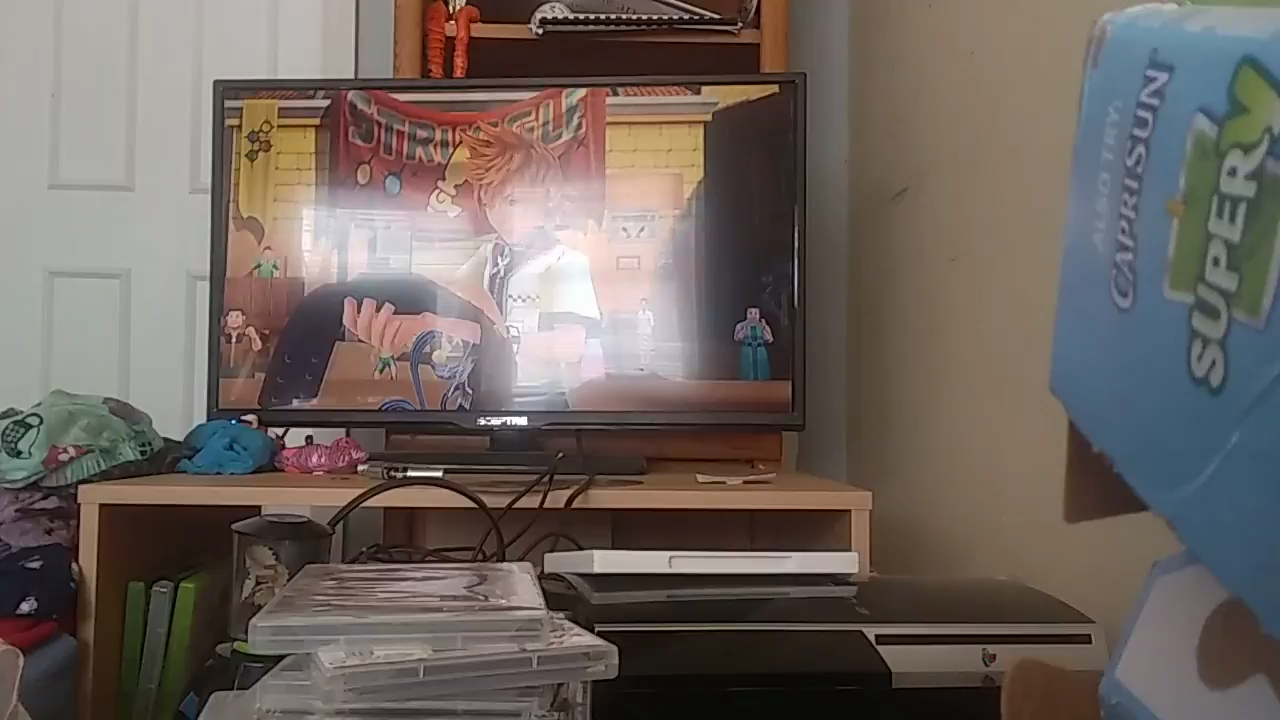 STRUGGLE
SCEPTRE
ALSO TRY:
CAPRISUN
SUPER V